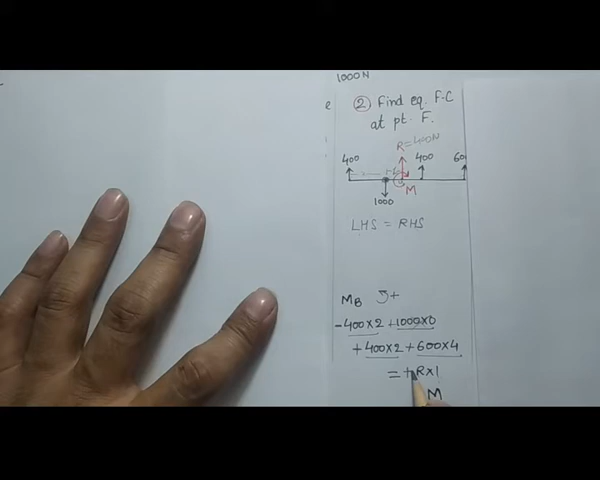 1000N
② Find eq. F-C
at pt. F.
R=400N
400 400 60
M
1000
LHS = RHS
MB +
-400×2 +1000×0
+400×2 +600×4
= +R×1
M